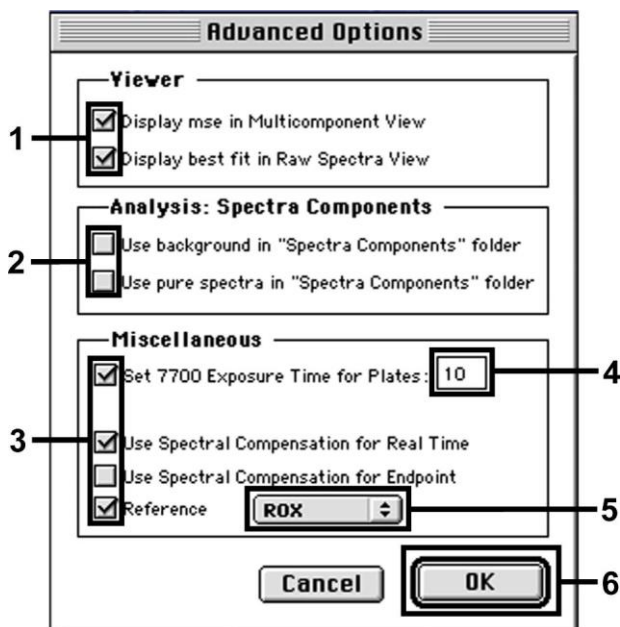 Advanced Options
Viewer
1
Display mse in Multicomponent View
Display best fit in Raw Spectra View
Analysis: Spectra Components
2
Use background in "Spectra Components" folder
Use pure spectra in "Spectra Components" folder
Miscellaneous
Set 7700 Exposure Time for Plates: 10 4
3
Use Spectral Compensation for Real Time
Use Spectral Compensation for Endpoint
Reference ROX 5
Cancel OK 6